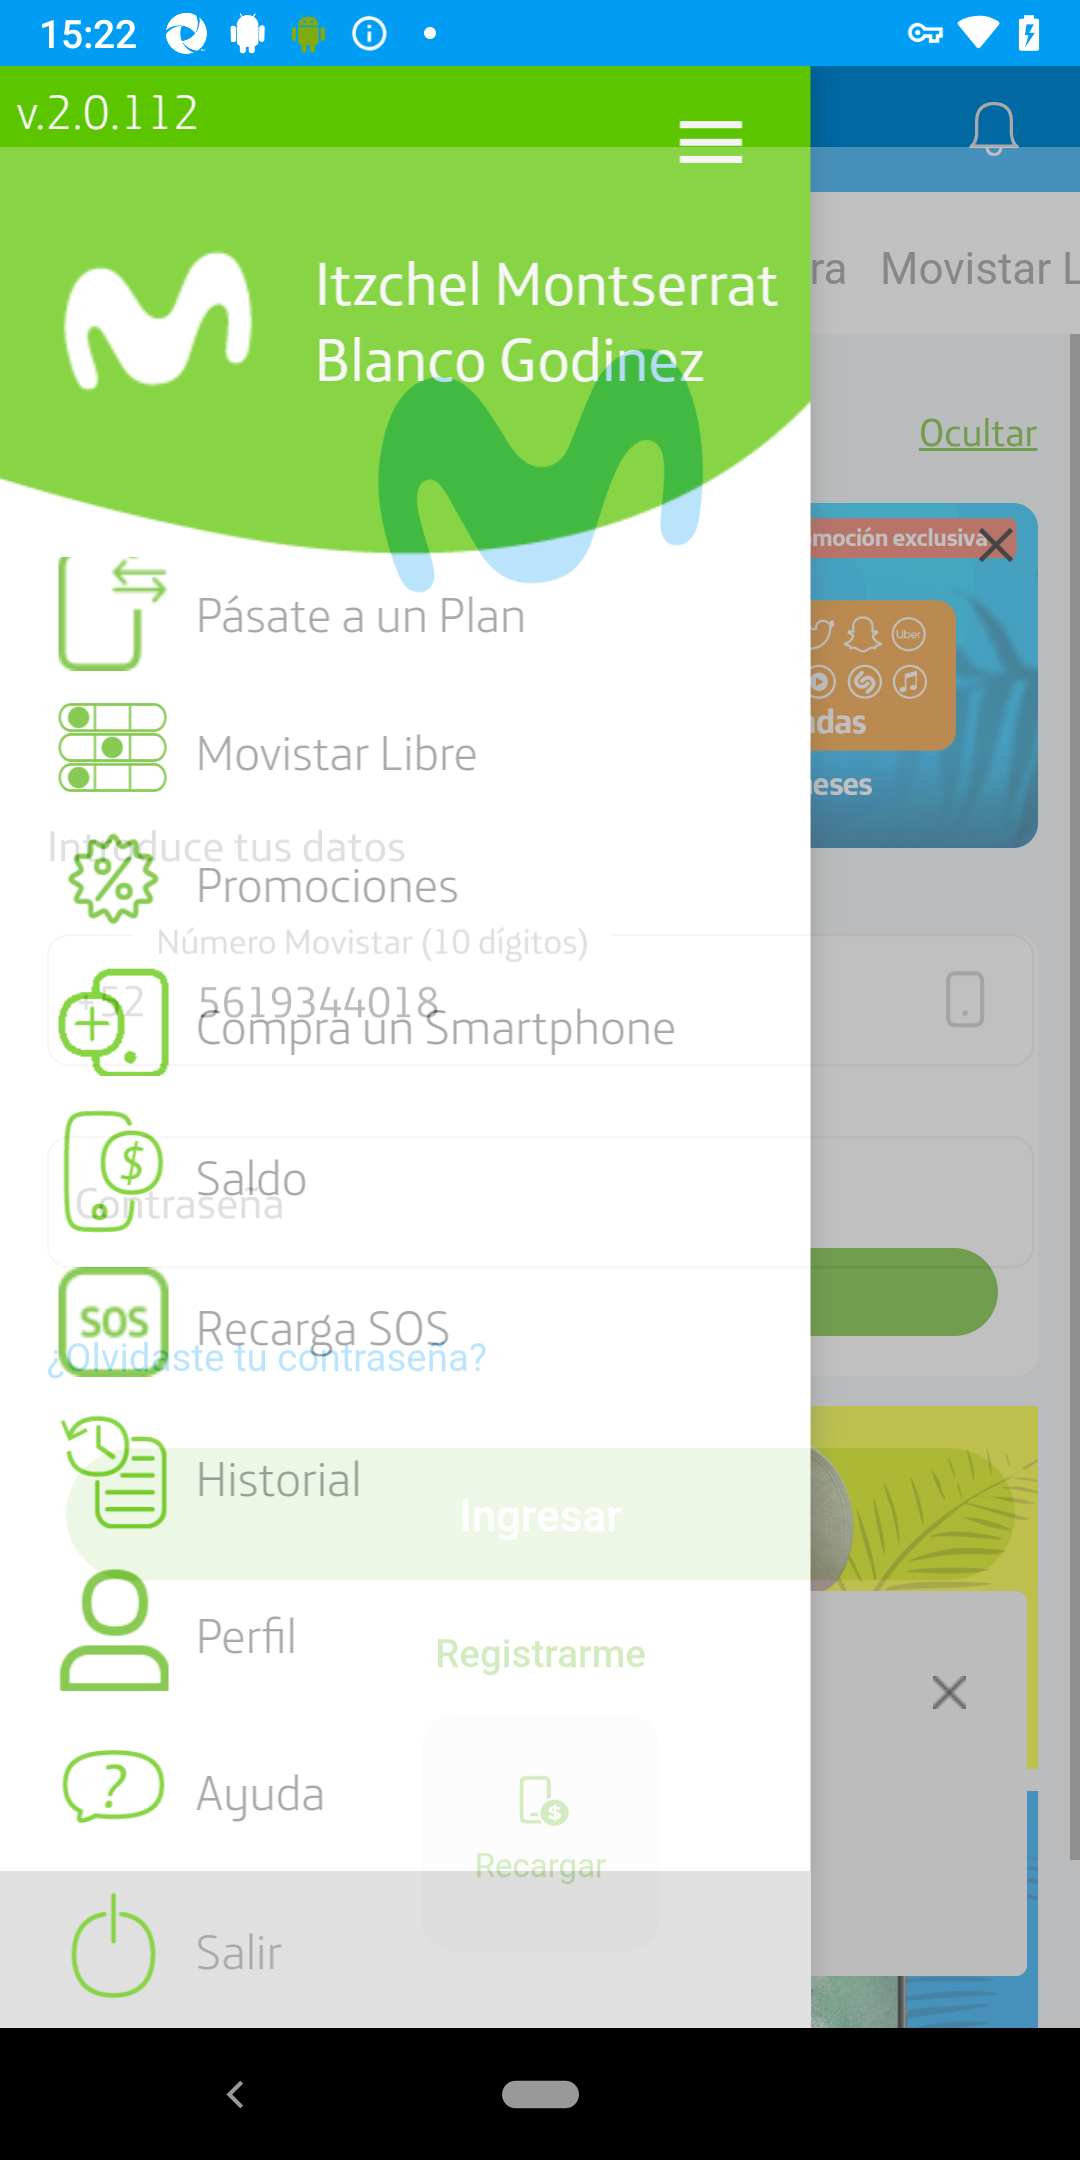 15:22
v.2.0.112
Itzchel Montserrat
Blanco Godinez
ra Movistar L
Ocultar
moción exclusiva
Uber
Pásate a un Plan
adas
Movistar Libre
eses
Introduce tus datos
Promociones
Número Movistar (10 dígitos)
+52 5619344018
Compra un Smartphone
$
Saldo
Contraseña
SOS
Recarga SOS
¿Olvidaste tu contraseña?
Historial
Ingresar
Perfil
Registrarme
?
Ayuda
$
Recargar
Salir